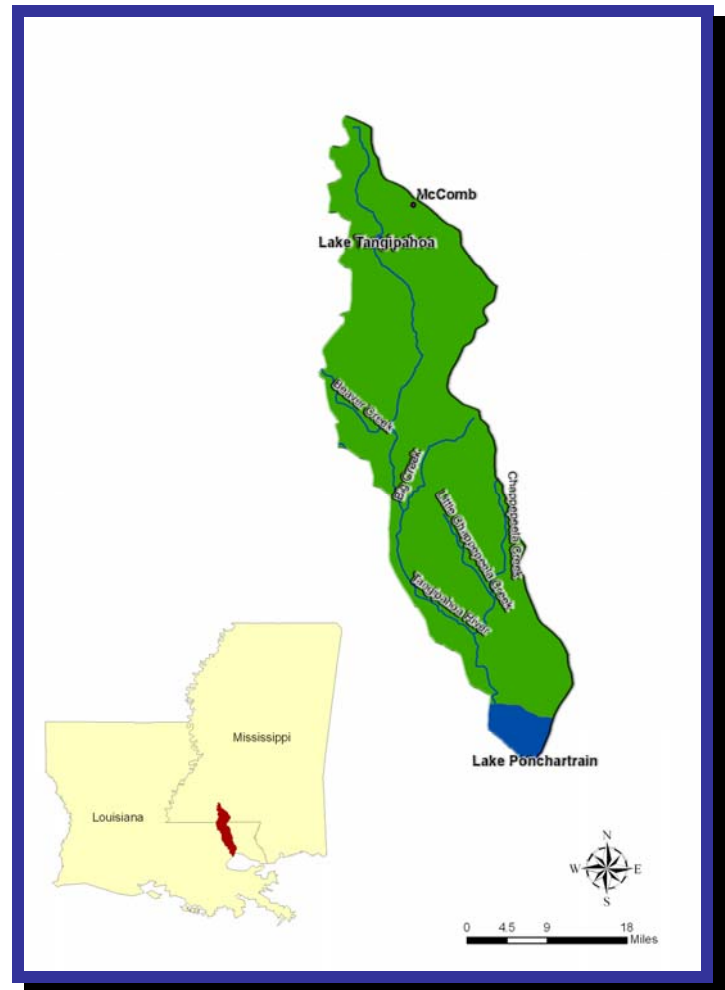 McComb
Lake Tangipahoa
Beaver Creek
Big Creek
Chappepeela Creek
Little Chappepeela Creek
Tangipahoa River
Lake Ponchartrain
Mississippi
Louisiana
N
W E
S
0 4.5 9 18
Miles